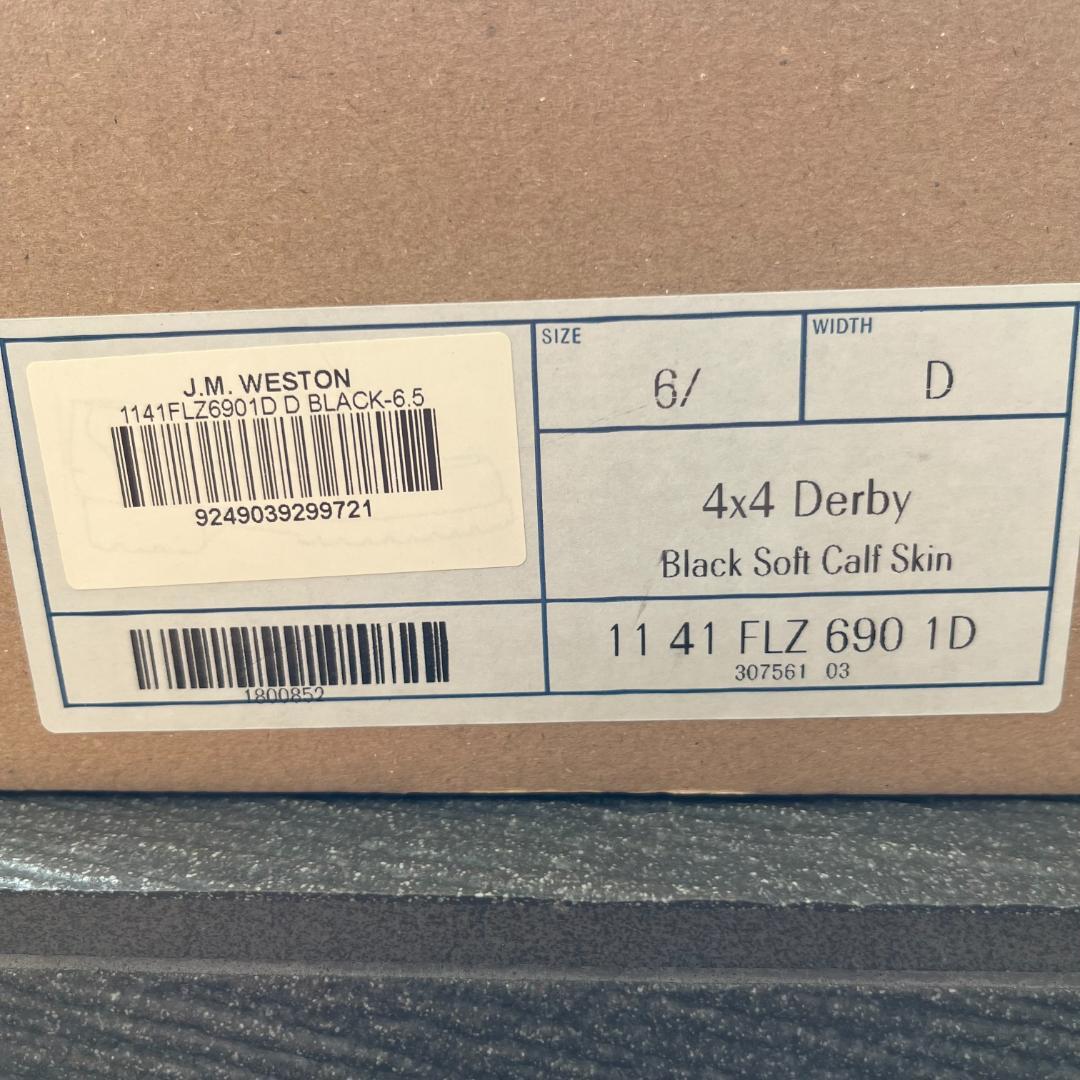 J.M. WESTON
1141FLZ6901D D BLACK-6.5
9249039299721
SIZE
6/
WIDTH
D
4x4 Derby
Black Soft Calf Skin
1800852
11 41 FLZ 690 1D
307561 03